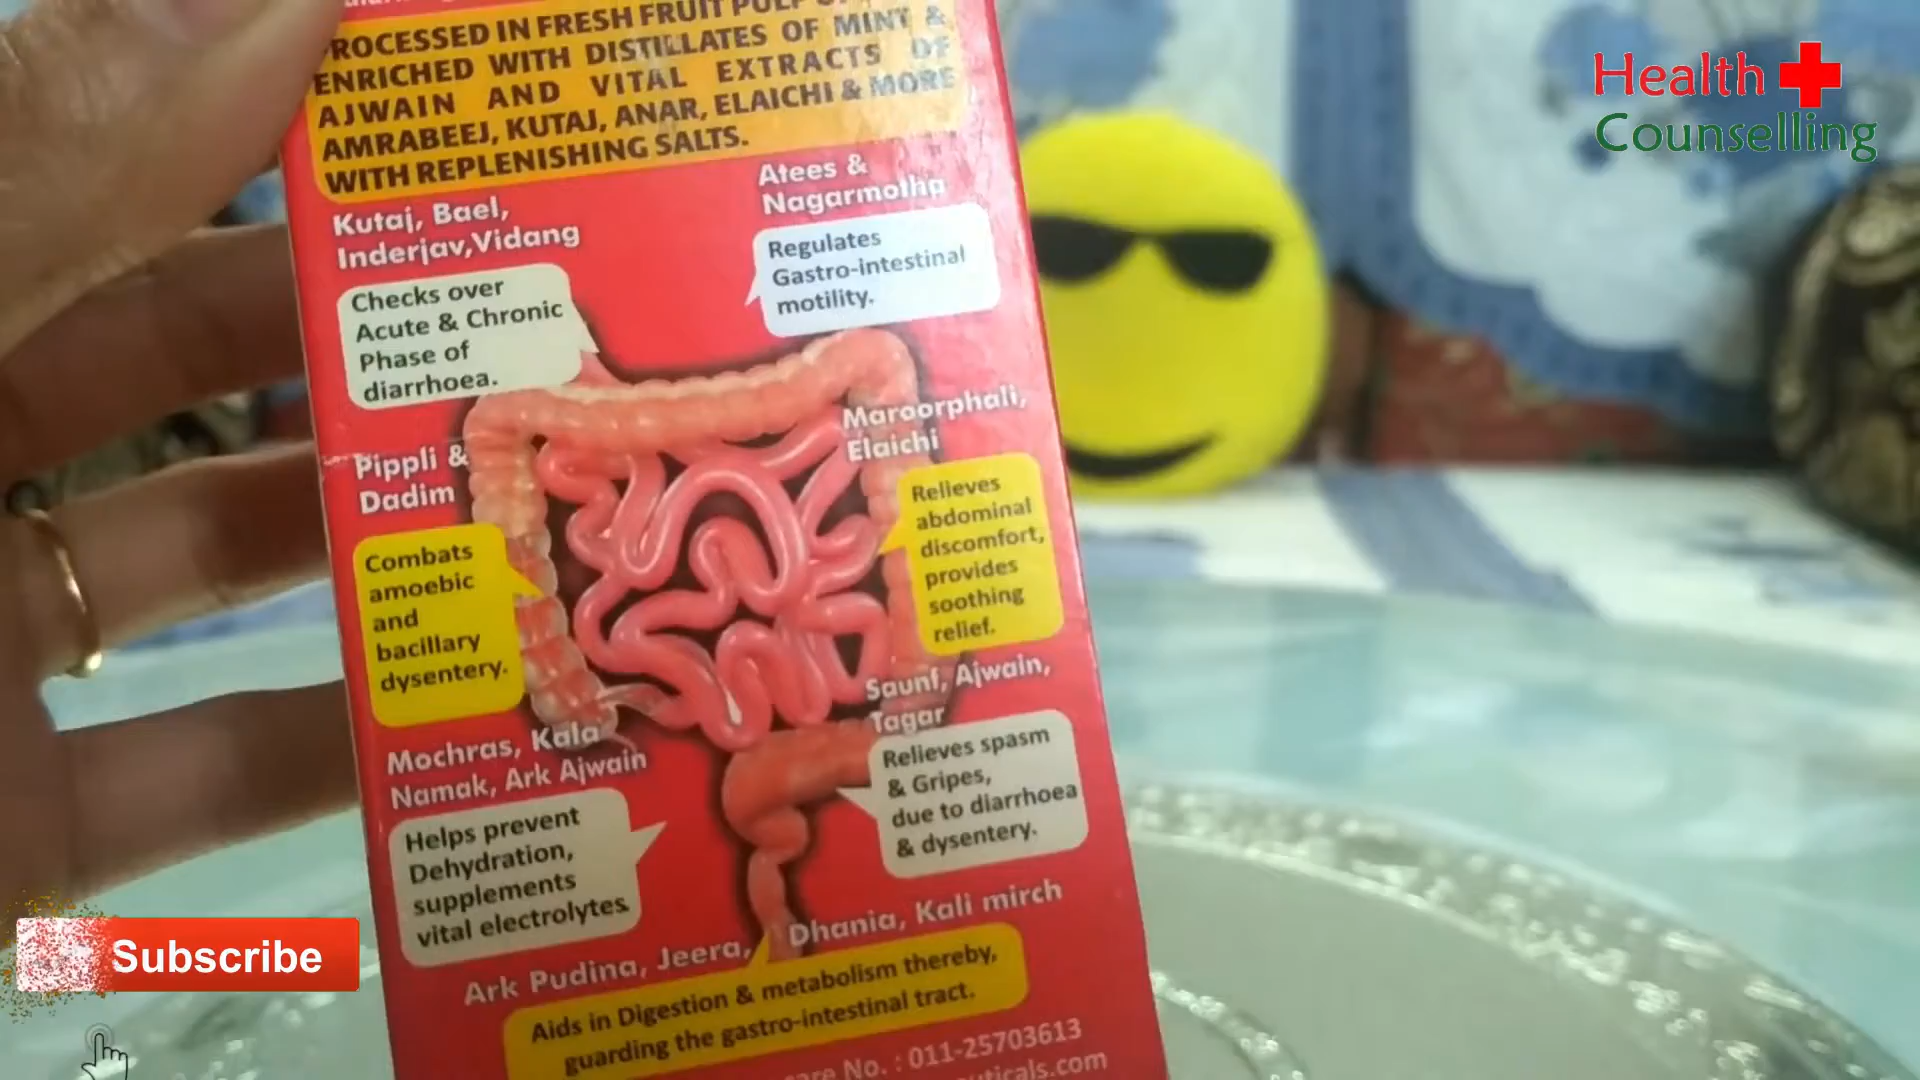 PROCESSED IN FRESH FRUIT PULP
ENRICHED WITH DISTILLATES OF MINT &
AJWAIN AND VITAL EXTRACTS OF
AMRABEEJ, KUTAJ, ANAR, ELAICHI & MORE
WITH REPLENISHING SALTS.
Kutaj, Bael,
Inderjav,Vidang
Checks over
Acute & Chronic
Phase of
diarrhoea.
Atees &
Nagarmotha
Regulates
Gastro-intestinal
motility.
Pippli &
Dadim
Combats
amoebic
and
bacillary
dysentery.
Maroorphali,
Elaichi
Relieves
abdominal
discomfort,
provides
soothing
relief.
Mochras, Kala
Namak, Ark Ajwain
Helps prevent
Dehydration,
supplements
vital electrolytes.
Saunf, Ajwain,
Tagar
Relieves spasm
& Gripes,
due to diarrhoea
& dysentery.
Ark Pudina, Jeera, Dhania, Kali mirch
Aids in Digestion & metabolism thereby,
guarding the gastro-intestinal tract.
No. : 011-25703613
Health
Counselling
Subscribe